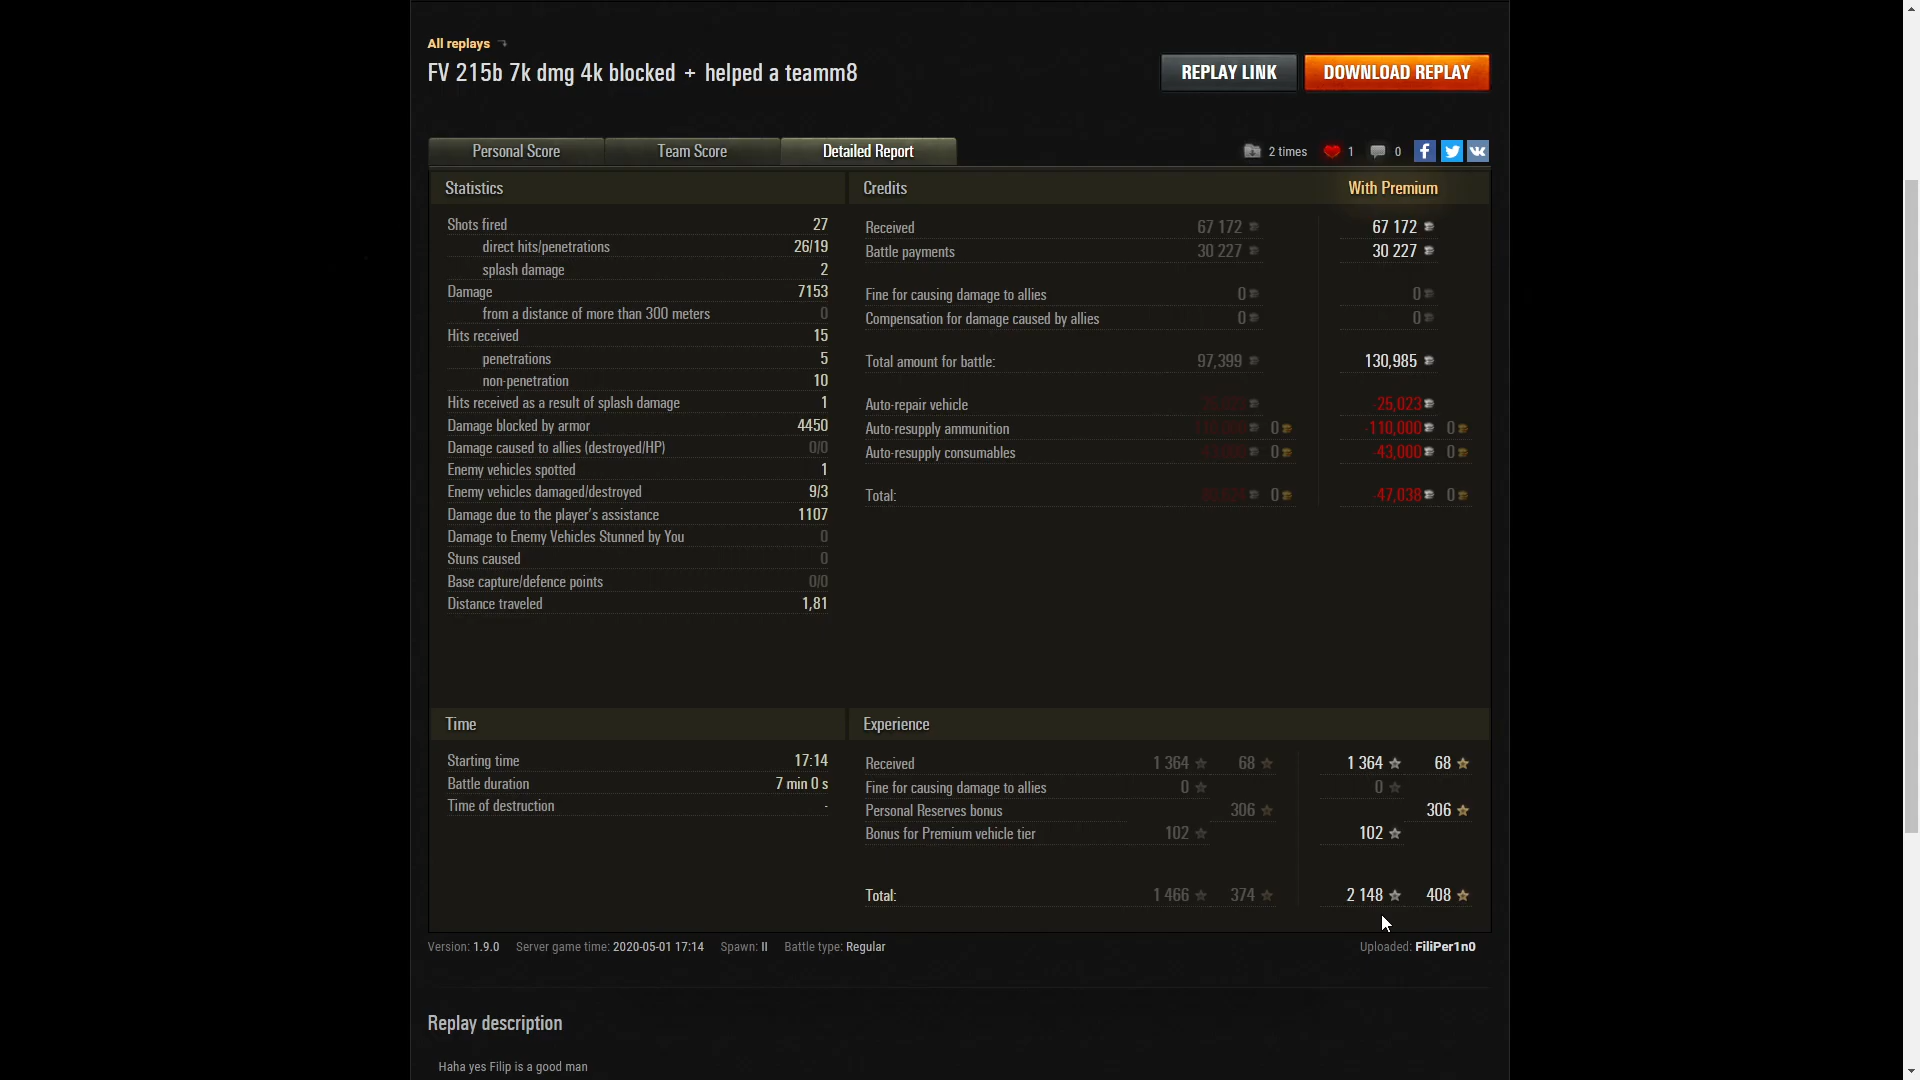 All replays
FV 215b 7k dmg 4k blocked + helped a teamm8
REPLAY LINK
DOWNLOAD REPLAY
Personal Score
Team Score
Detailed Report
2 times
1
0
Statistics
Shots fired 27
direct hits/penetrations 26/19
splash damage 2
Damage 7153
from a distance of more than 300 meters 0
Hits received 15
penetrations 5
non-penetration 10
Hits received as a result of splash damage 1
Damage blocked by armor 4450
Damage caused to allies (destroyed/HP) 0/0
Enemy vehicles spotted 1
Enemy vehicles damaged/destroyed 9/3
Damage due to the player's assistance 1107
Damage to Enemy Vehicles Stunned by You 0
Stuns caused 0
Base capture/defence points 0/0
Distance traveled 1,81
Credits With Premium
Received 67 172 67 172
Battle payments 30 227 30 227
Fine for causing damage to allies 0 0
Compensation for damage caused by allies 0 0
Total amount for battle: 97,399 130,985
Auto-repair vehicle -25,023
Auto-resupply ammunition 0 -110,000 0
Auto-resupply consumables 0 -43,000 0
Total: 0 -47,038 0
Time
Starting time 17:14
Battle duration 7 min 0 s
Time of destruction -
Experience
Received 1 364 68 1 364 68
Fine for causing damage to allies 0 0
Personal Reserves bonus 306 306
Bonus for Premium vehicle tier 102 102
Total: 1 466 374 2 148 408
Version: 1.9.0 Server game time: 2020-05-01 17:14 Spawn: II Battle type: Regular
Uploaded: FiliPer1n0
Replay description
Haha yes Filip is a good man